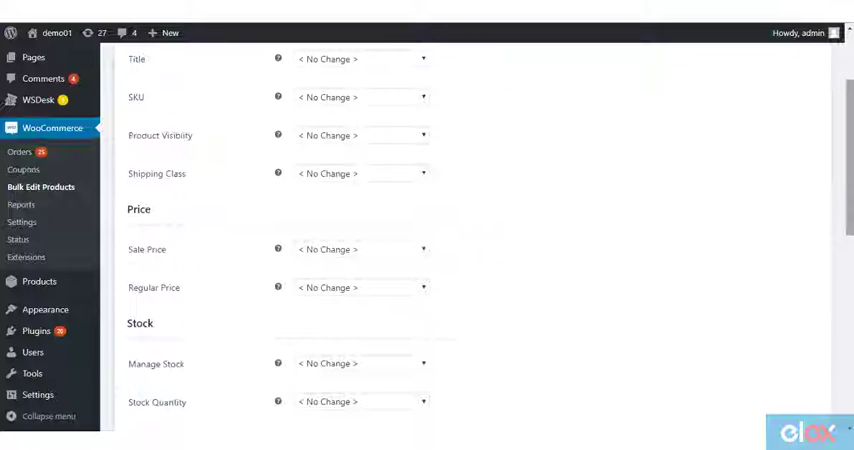 demo01 27 4 New Howdy, admin
Pages
Comments 4
WSDesk
WooCommerce
Orders 25
Coupons
Bulk Edit Products
Reports
Settings
Status
Extensions
Products
Appearance
Plugins 20
Users
Tools
Settings
Collapse menu
Title < No Change >
SKU < No Change >
Product Visibility < No Change >
Shipping Class < No Change >
Price
Sale Price < No Change >
Regular Price < No Change >
Stock
Manage Stock < No Change >
Stock Quantity < No Change >
elex